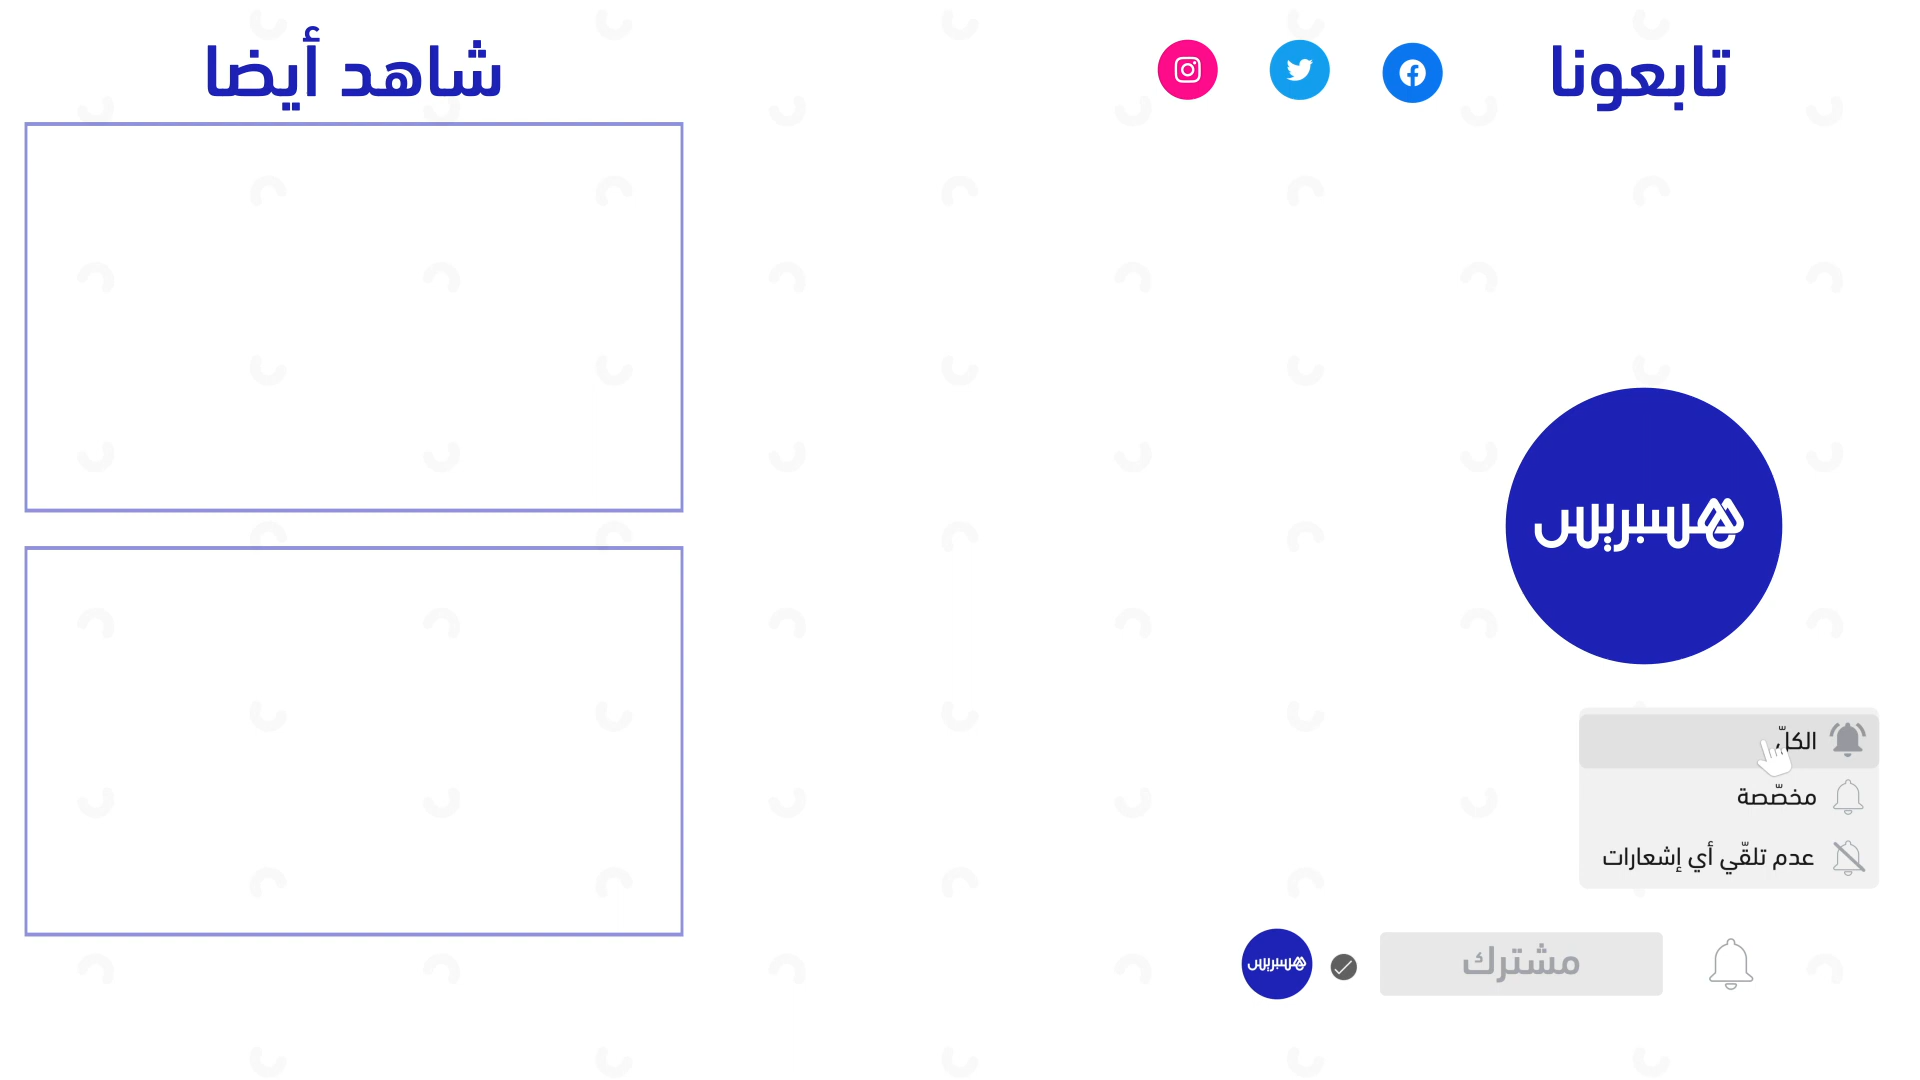 تابعونا
شاهد أيضا
هسبريس
الكلّ
مخصّصة
عدم تلقّي أي إشعارات
مشترك
هسبريس